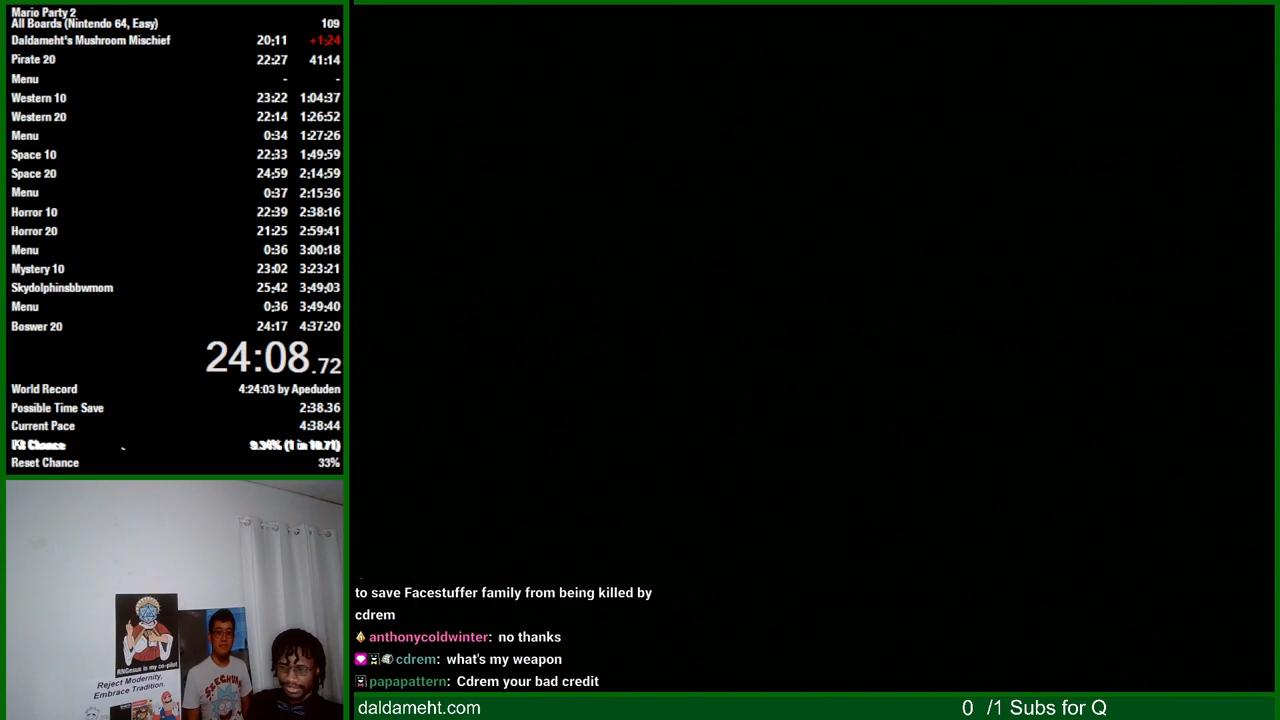 Mario Party 2
All Boards (Nintendo 64, Easy) 109
Daldameht's Mushroom Mischief 20:11 +1:24
Pirate 20 22:27 41:14
Menu - -
Western 10 23:22 1:04:37
Western 20 22:14 1:26:52
Menu 0:34 1:27:26
Space 10 22:33 1:49:59
Space 20 24:59 2:14:59
Menu 0:37 2:15:36
Horror 10 22:39 2:38:16
Horror 20 21:25 2:59:41
Menu 0:36 3:00:18
Mystery 10 23:02 3:23:21
Skydolphinsbbwmom 25:42 3:49:03
Menu 0:36 3:49:40
Boswer 20 24:17 4:37:20
24:08.72
World Record 4:24:03 by Apeduden
Possible Time Save 2:38.36
Current Pace 4:38:44
Chance (1 in
Reset Chance 33%
RNGesus is my co-pilot
Reject Modernity.
Embrace Tradition.
to save Facestuffer family from being killed by
cdrem
anthonycoldwinter: no thanks
cdrem: what's my weapon
papapattern: Cdrem your bad credit
daldameht.com 0 /1 Subs for Q